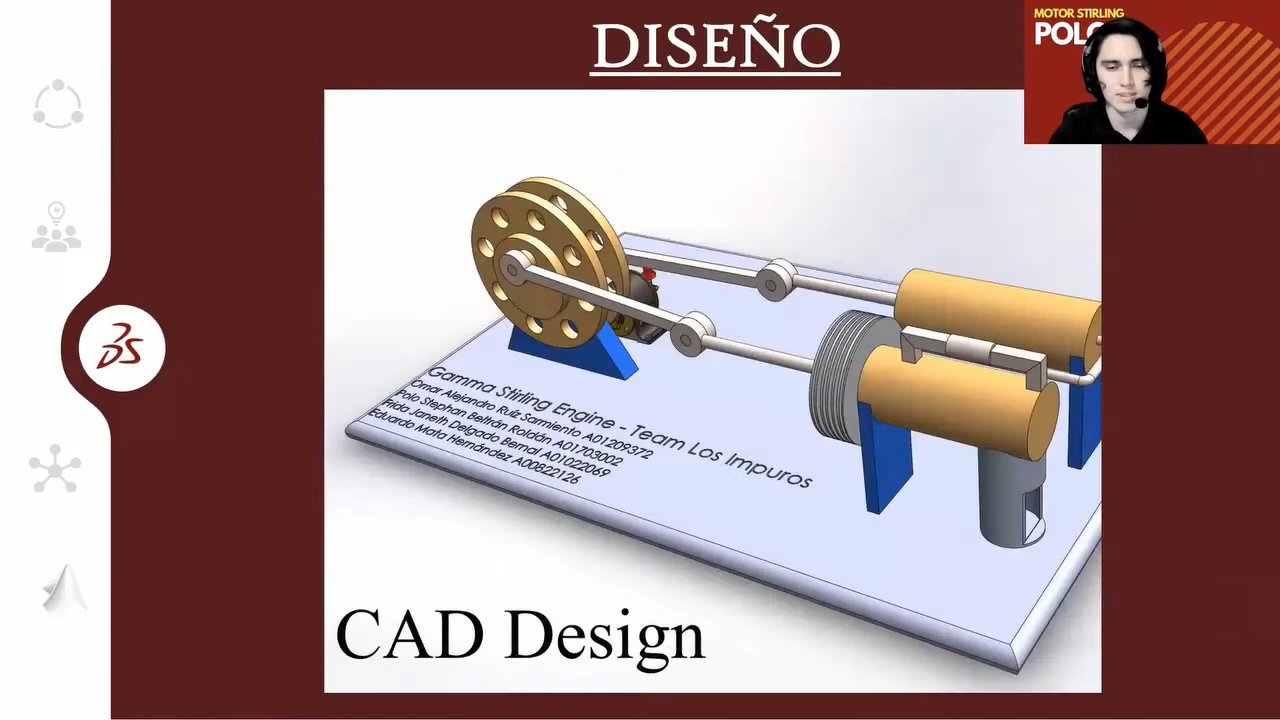 DISEÑO
MOTOR STIRLING
Gamma Stirling Engine - Team Los Impuros
Omar Alejandro Ruiz Sarmiento A01209372
Polo Stephan Beltrán Roldán A01703002
Frida Janeth Delgado Bernal A01022069
Eduardo Mata Hernández A00822126
CAD Design